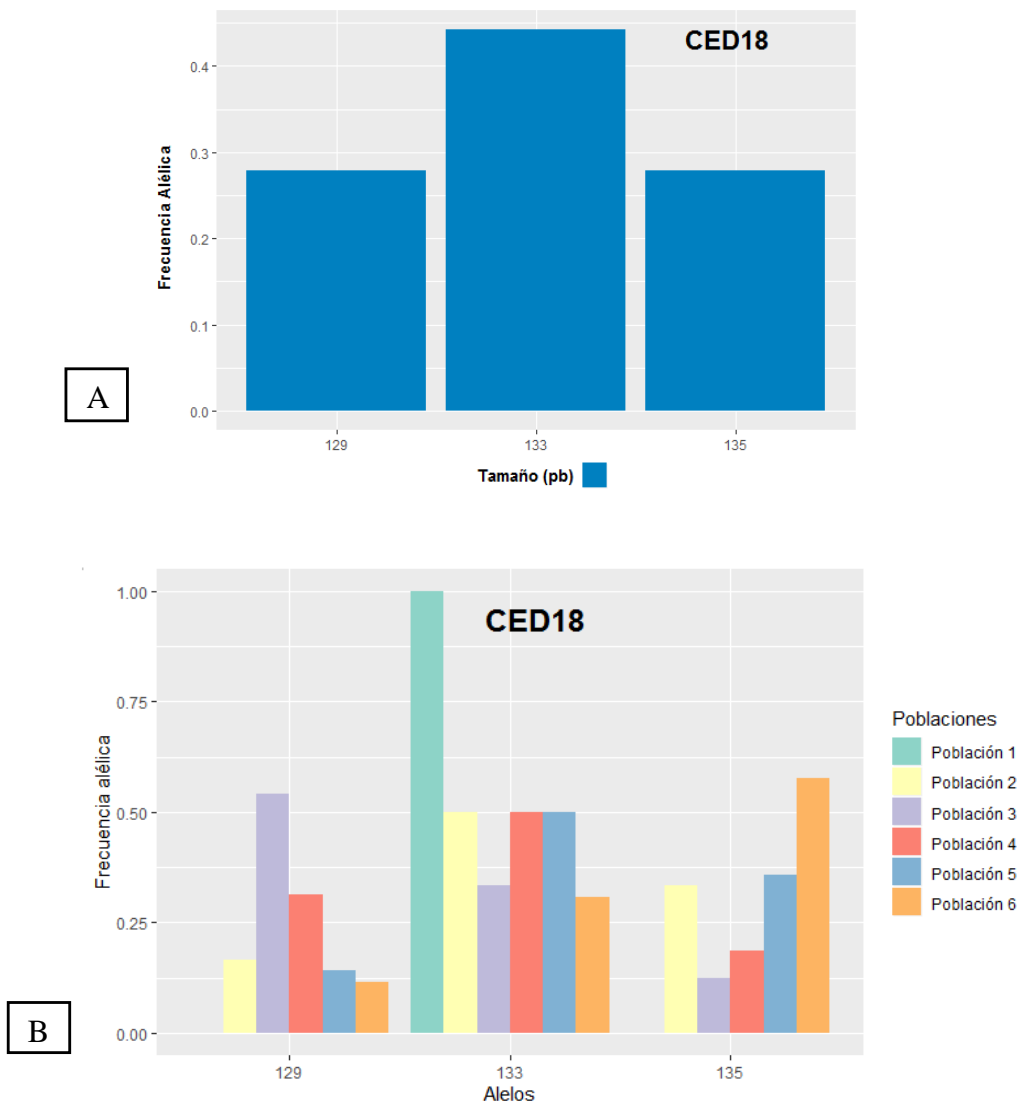 CED18
Frecuencia Alélica
0.4
0.3
0.2
0.1
0.0
129 133 135
Tamaño (pb)
A
CED18
Frecuencia alélica
1.00
0.75
0.50
0.25
0.00
129 133 135
Alelos
Poblaciones
Población 1
Población 2
Población 3
Población 4
Población 5
Población 6
B